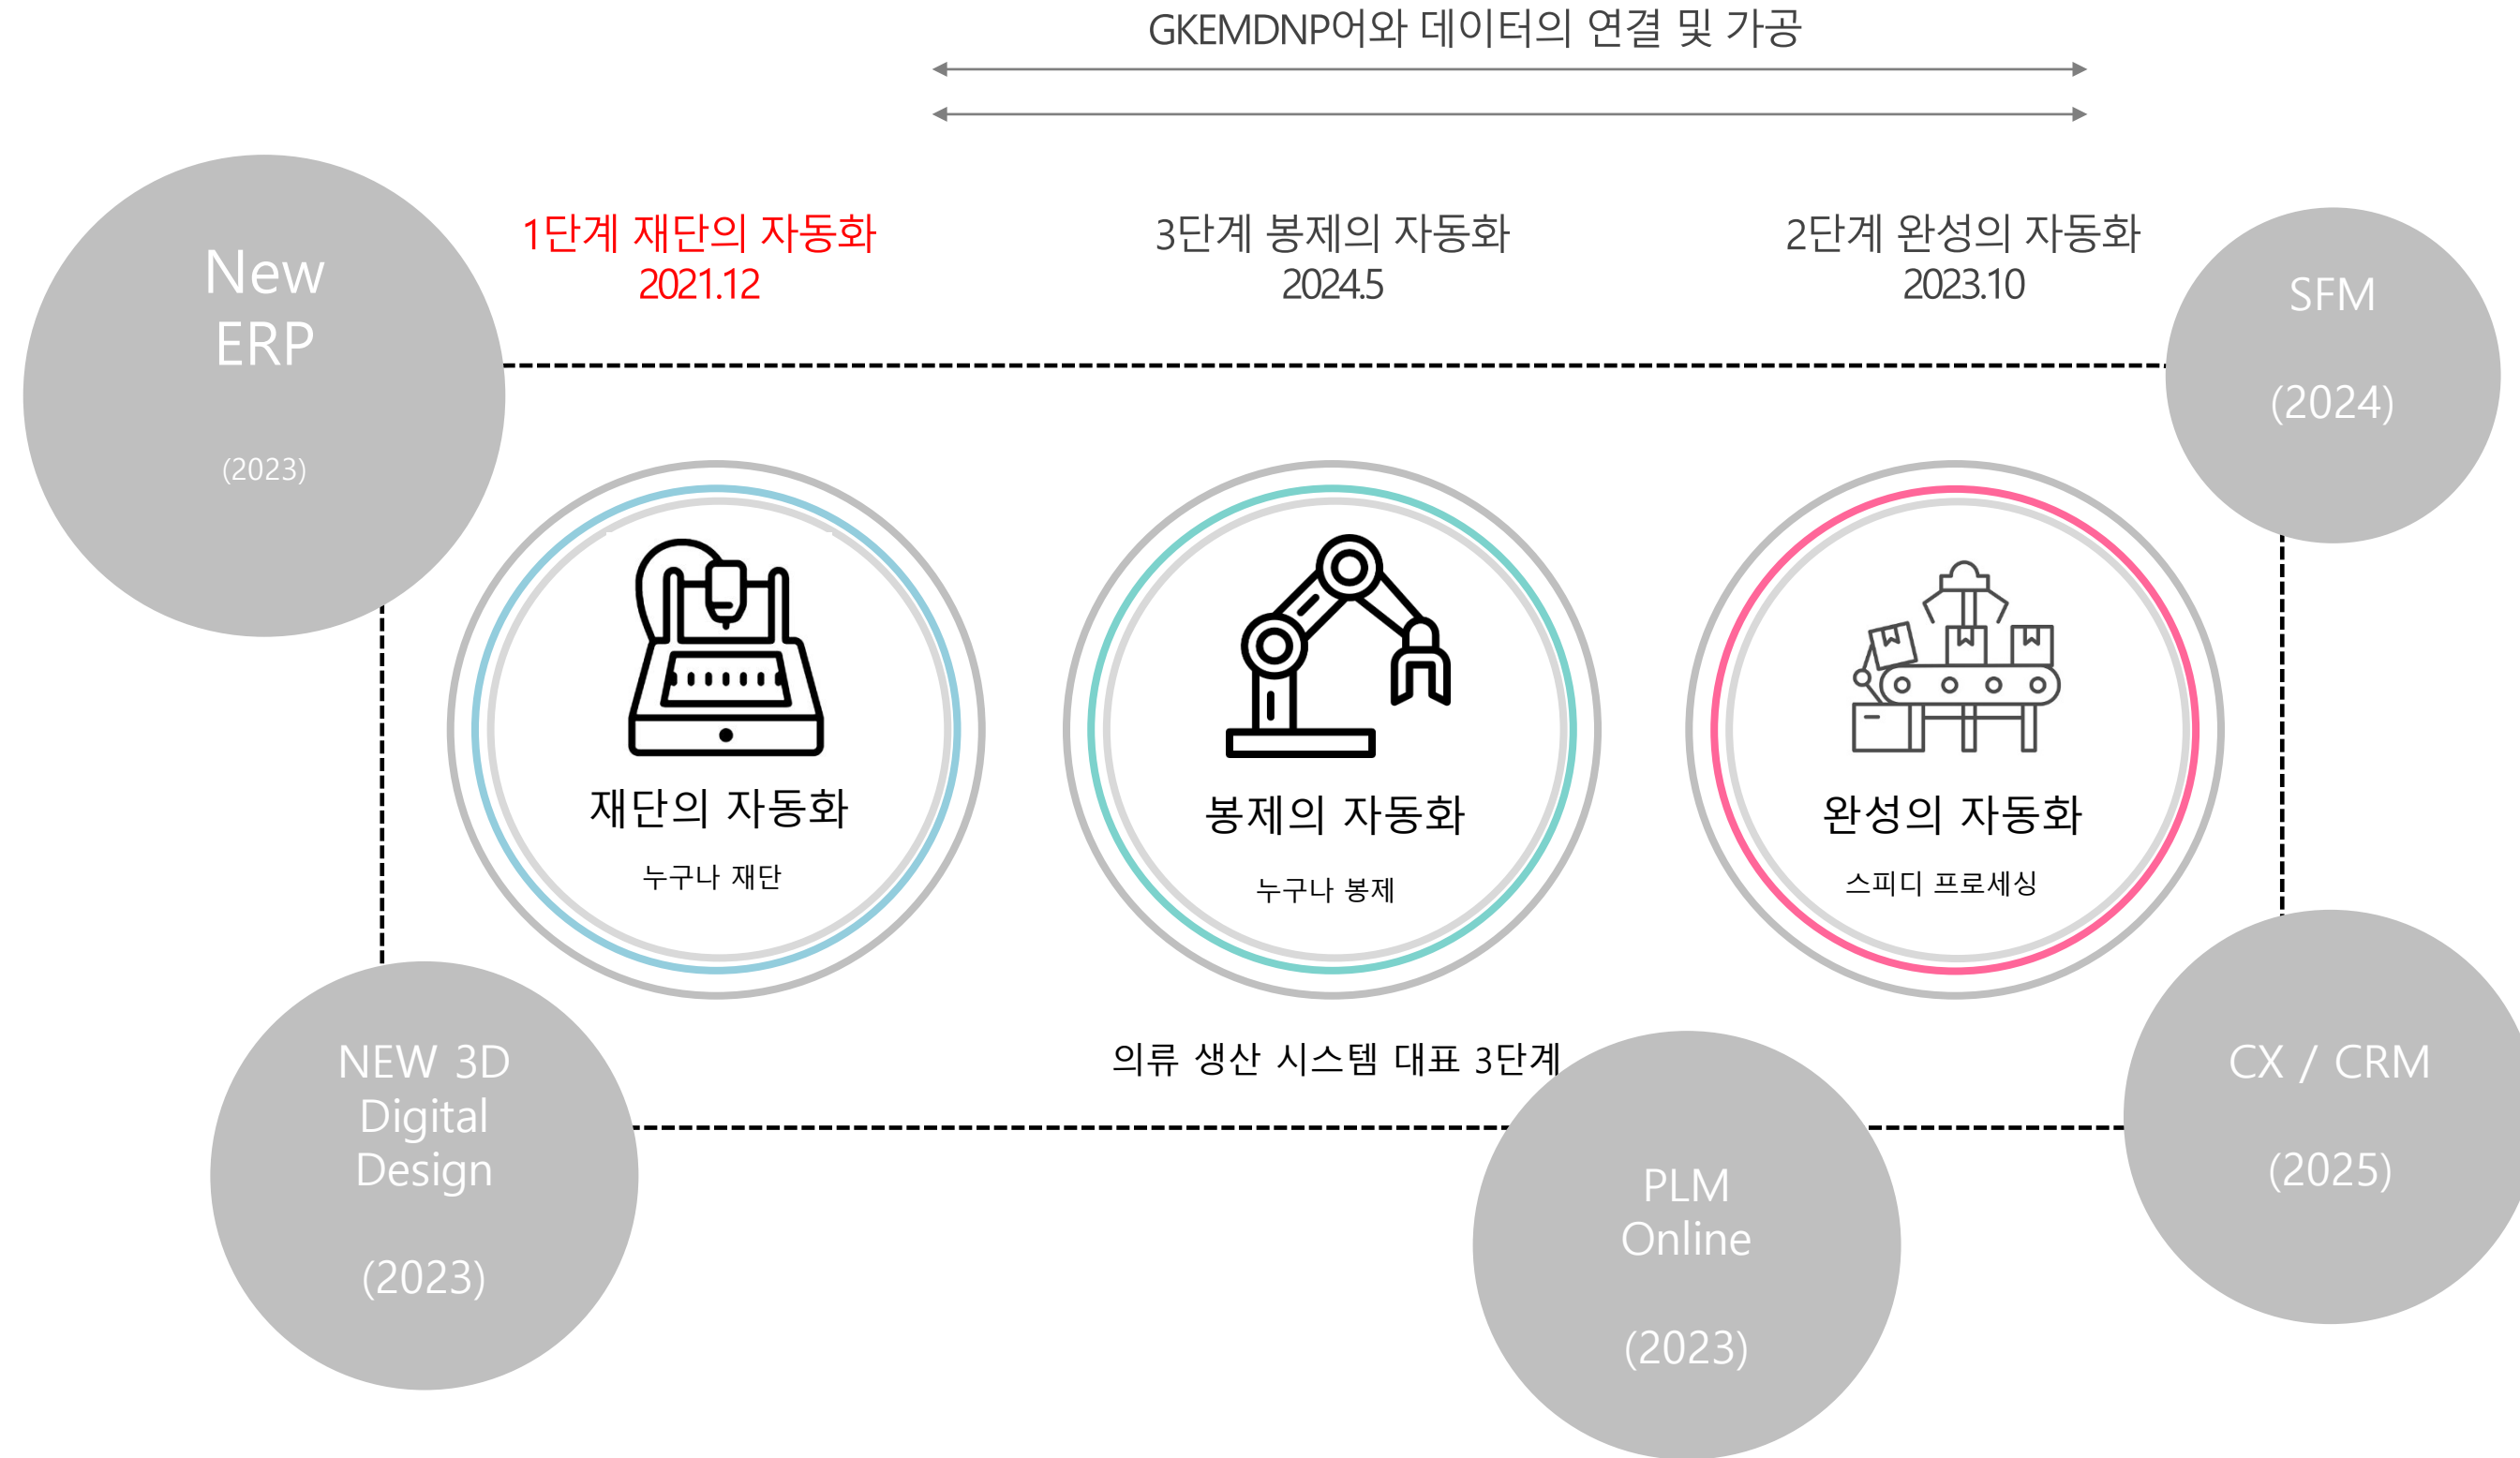 GKEMDNP어와 데이터의 연결 및 가공
1단계 재단의 자동화
2021.12
3단계 봉제의 자동화
2024.5
2단계 완성의 자동화
2023.10
New
ERP
(2023)
SFM
(2024)
재단의 자동화
누구나 재단
봉제의 자동화
누구나 봉제
완성의 자동화
스피디 프로세싱
의류 생산 시스템 대표 3단계
NEW 3D
Digital
Design
(2023)
PLM
Online
(2023)
CX / CRM
(2025)